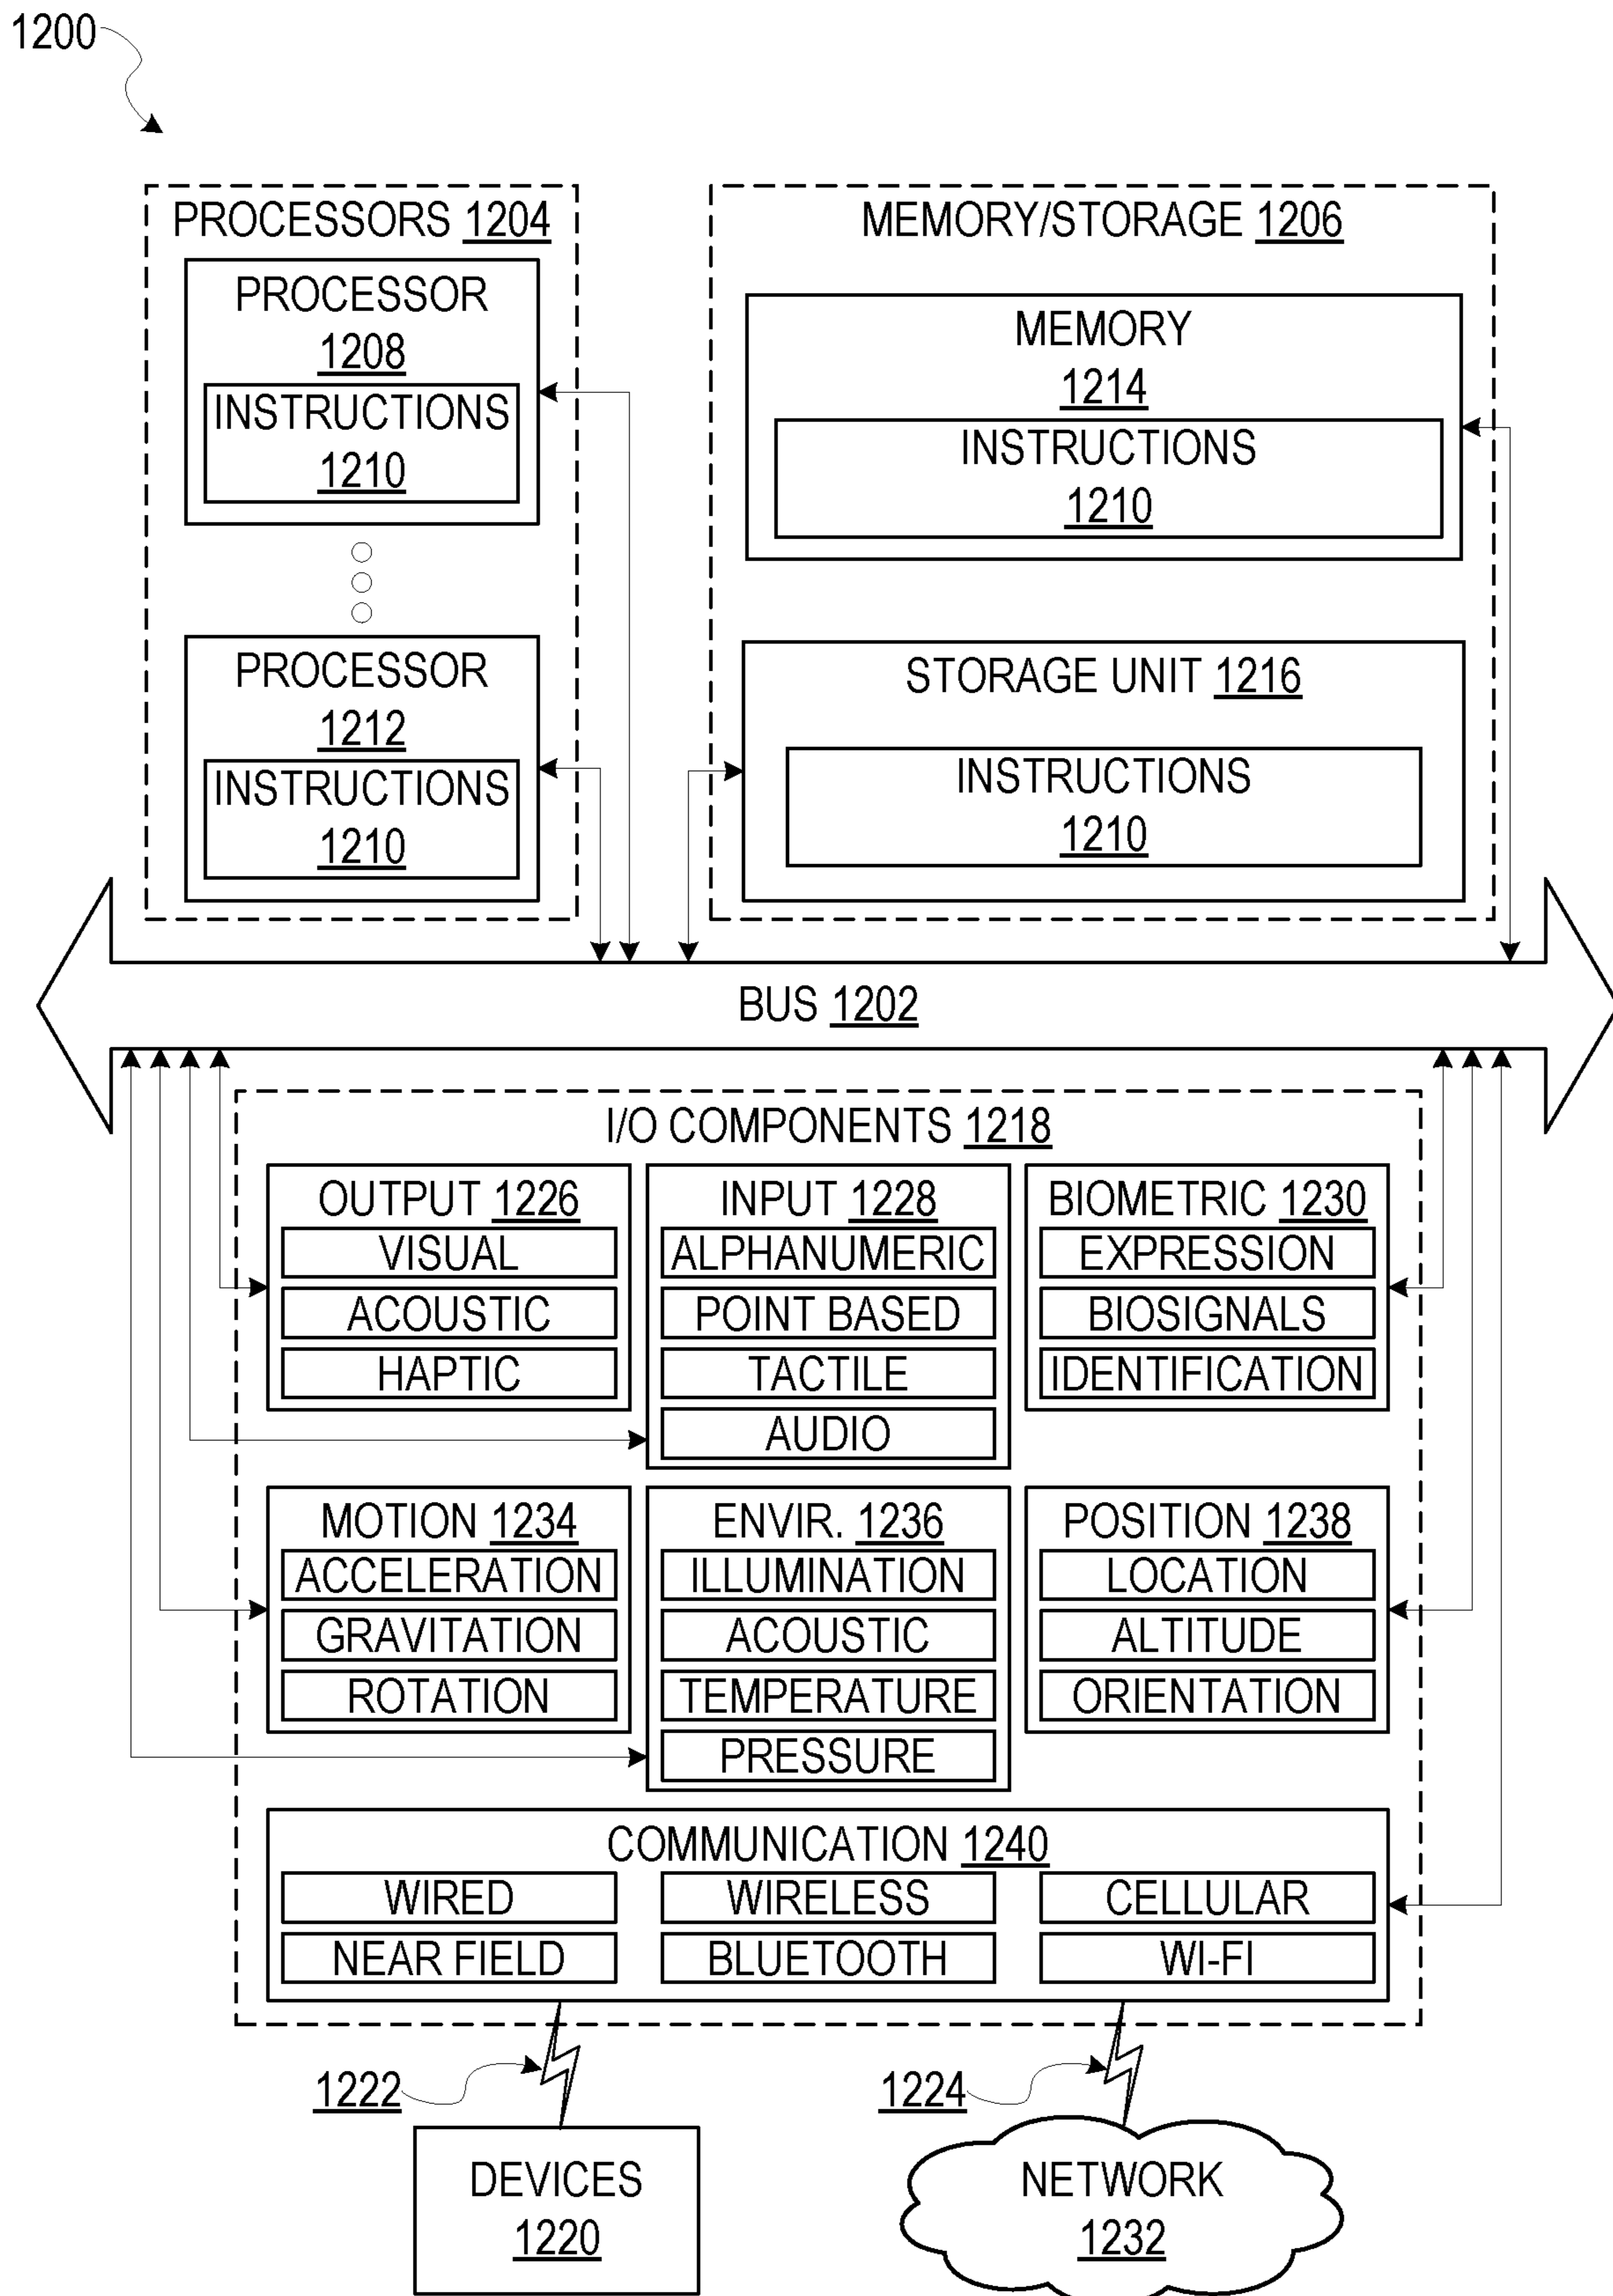 1200
PROCESSORS 1204
PROCESSOR
1208
INSTRUCTIONS
1210
PROCESSOR
1212
INSTRUCTIONS
1210
MEMORY/STORAGE 1206
MEMORY
1214
INSTRUCTIONS
1210
STORAGE UNIT 1216
INSTRUCTIONS
1210
BUS 1202
I/O COMPONENTS 1218
OUTPUT 1226
VISUAL
ACOUSTIC
HAPTIC
INPUT 1228
ALPHANUMERIC
POINT BASED
TACTILE
AUDIO
BIOMETRIC 1230
EXPRESSION
BIOSIGNALS
IDENTIFICATION
MOTION 1234
ACCELERATION
GRAVITATION
ROTATION
ENVIR. 1236
ILLUMINATION
ACOUSTIC
TEMPERATURE
PRESSURE
POSITION 1238
LOCATION
ALTITUDE
ORIENTATION
COMMUNICATION 1240
WIRED
WIRELESS
CELLULAR
NEAR FIELD
BLUETOOTH
WI-FI
1222
1224
DEVICES
1220
NETWORK
1232